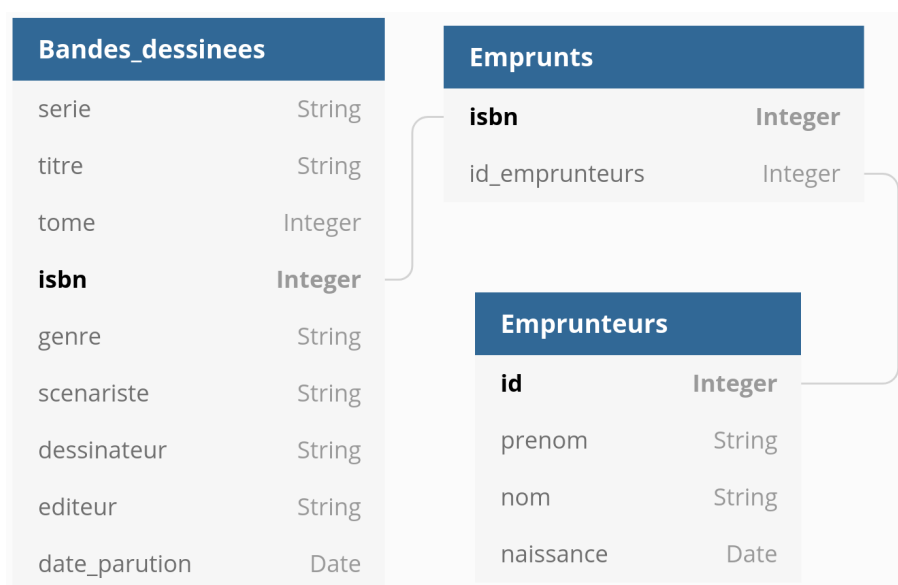 Bandes_dessinees
serie String
titre String
tome Integer
isbn Integer
genre String
scenariste String
dessinateur String
editeur String
date_parution Date
Emprunts
isbn Integer
id_emprunteurs Integer
Emprunteurs
id Integer
prenom String
nom String
naissance Date